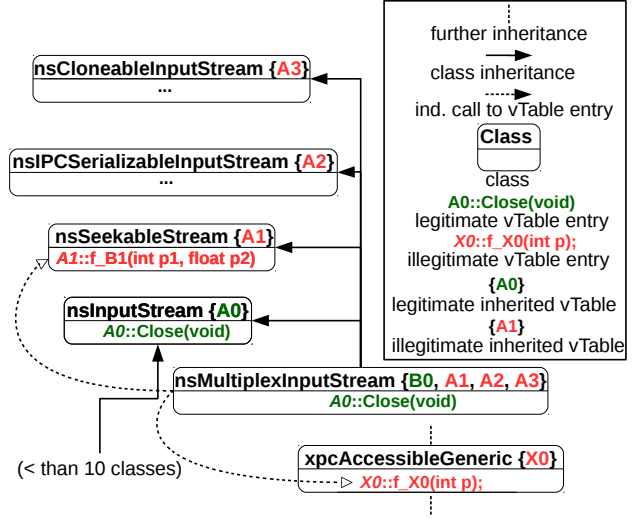 nsCloneableInputStream {A3}
...
nsIPCSerializableInputStream {A2}
...
nsSeekableStream {A1}
A1::f_B1(int p1, float p2)
nsInputStream {A0}
A0::Close(void)
nsMultiplexInputStream {B0, A1, A2, A3}
A0::Close(void)
(< than 10 classes)
xpcAccessibleGeneric {X0}
X0::f_X0(int p);
further inheritance
class inheritance
ind. call to vTable entry
Class
class
A0::Close(void)
legitimate vTable entry
X0::f_X0(int p);
illegitimate vTable entry
{A0}
legitimate inherited vTable
{A1}
illegitimate inherited vTable